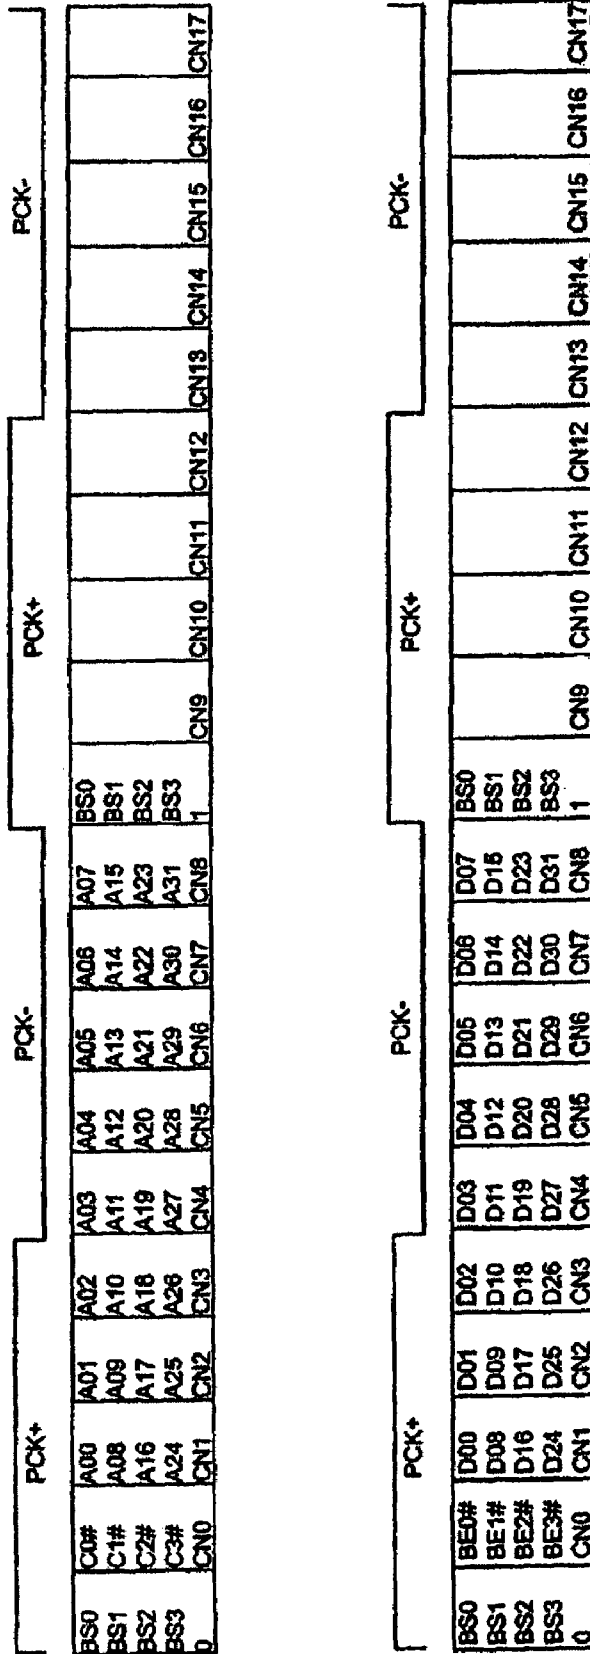 PCK+ PCK- PCK+ PCK-
BS0 C0# A00 A01 A02 A03 A04 A05 A06 A07 BS0
BS1 C1# A08 A09 A10 A11 A12 A13 A14 A15 BS1
BS2 C2# A16 A17 A18 A19 A20 A21 A22 A23 BS2
BS3 C3# A24 A25 A26 A27 A28 A29 A30 A31 BS3
0 CN0 CN1 CN2 CN3 CN4 CN5 CN6 CN7 CN8 1 CN9 CN10 CN11 CN12 CN13 CN14 CN15 CN16 CN17
PCK+ PCK- PCK+ PCK-
BS0 BE0# D00 D01 D02 D03 D04 D05 D06 D07 BS0
BS1 BE1# D08 D09 D10 D11 D12 D13 D14 D15 BS1
BS2 BE2# D16 D17 D18 D19 D20 D21 D22 D23 BS2
BS3 BE3# D24 D25 D26 D27 D28 D29 D30 D31 BS3
0 CN0 CN1 CN2 CN3 CN4 CN5 CN6 CN7 CN8 1 CN9 CN10 CN11 CN12 CN13 CN14 CN15 CN16 CN17